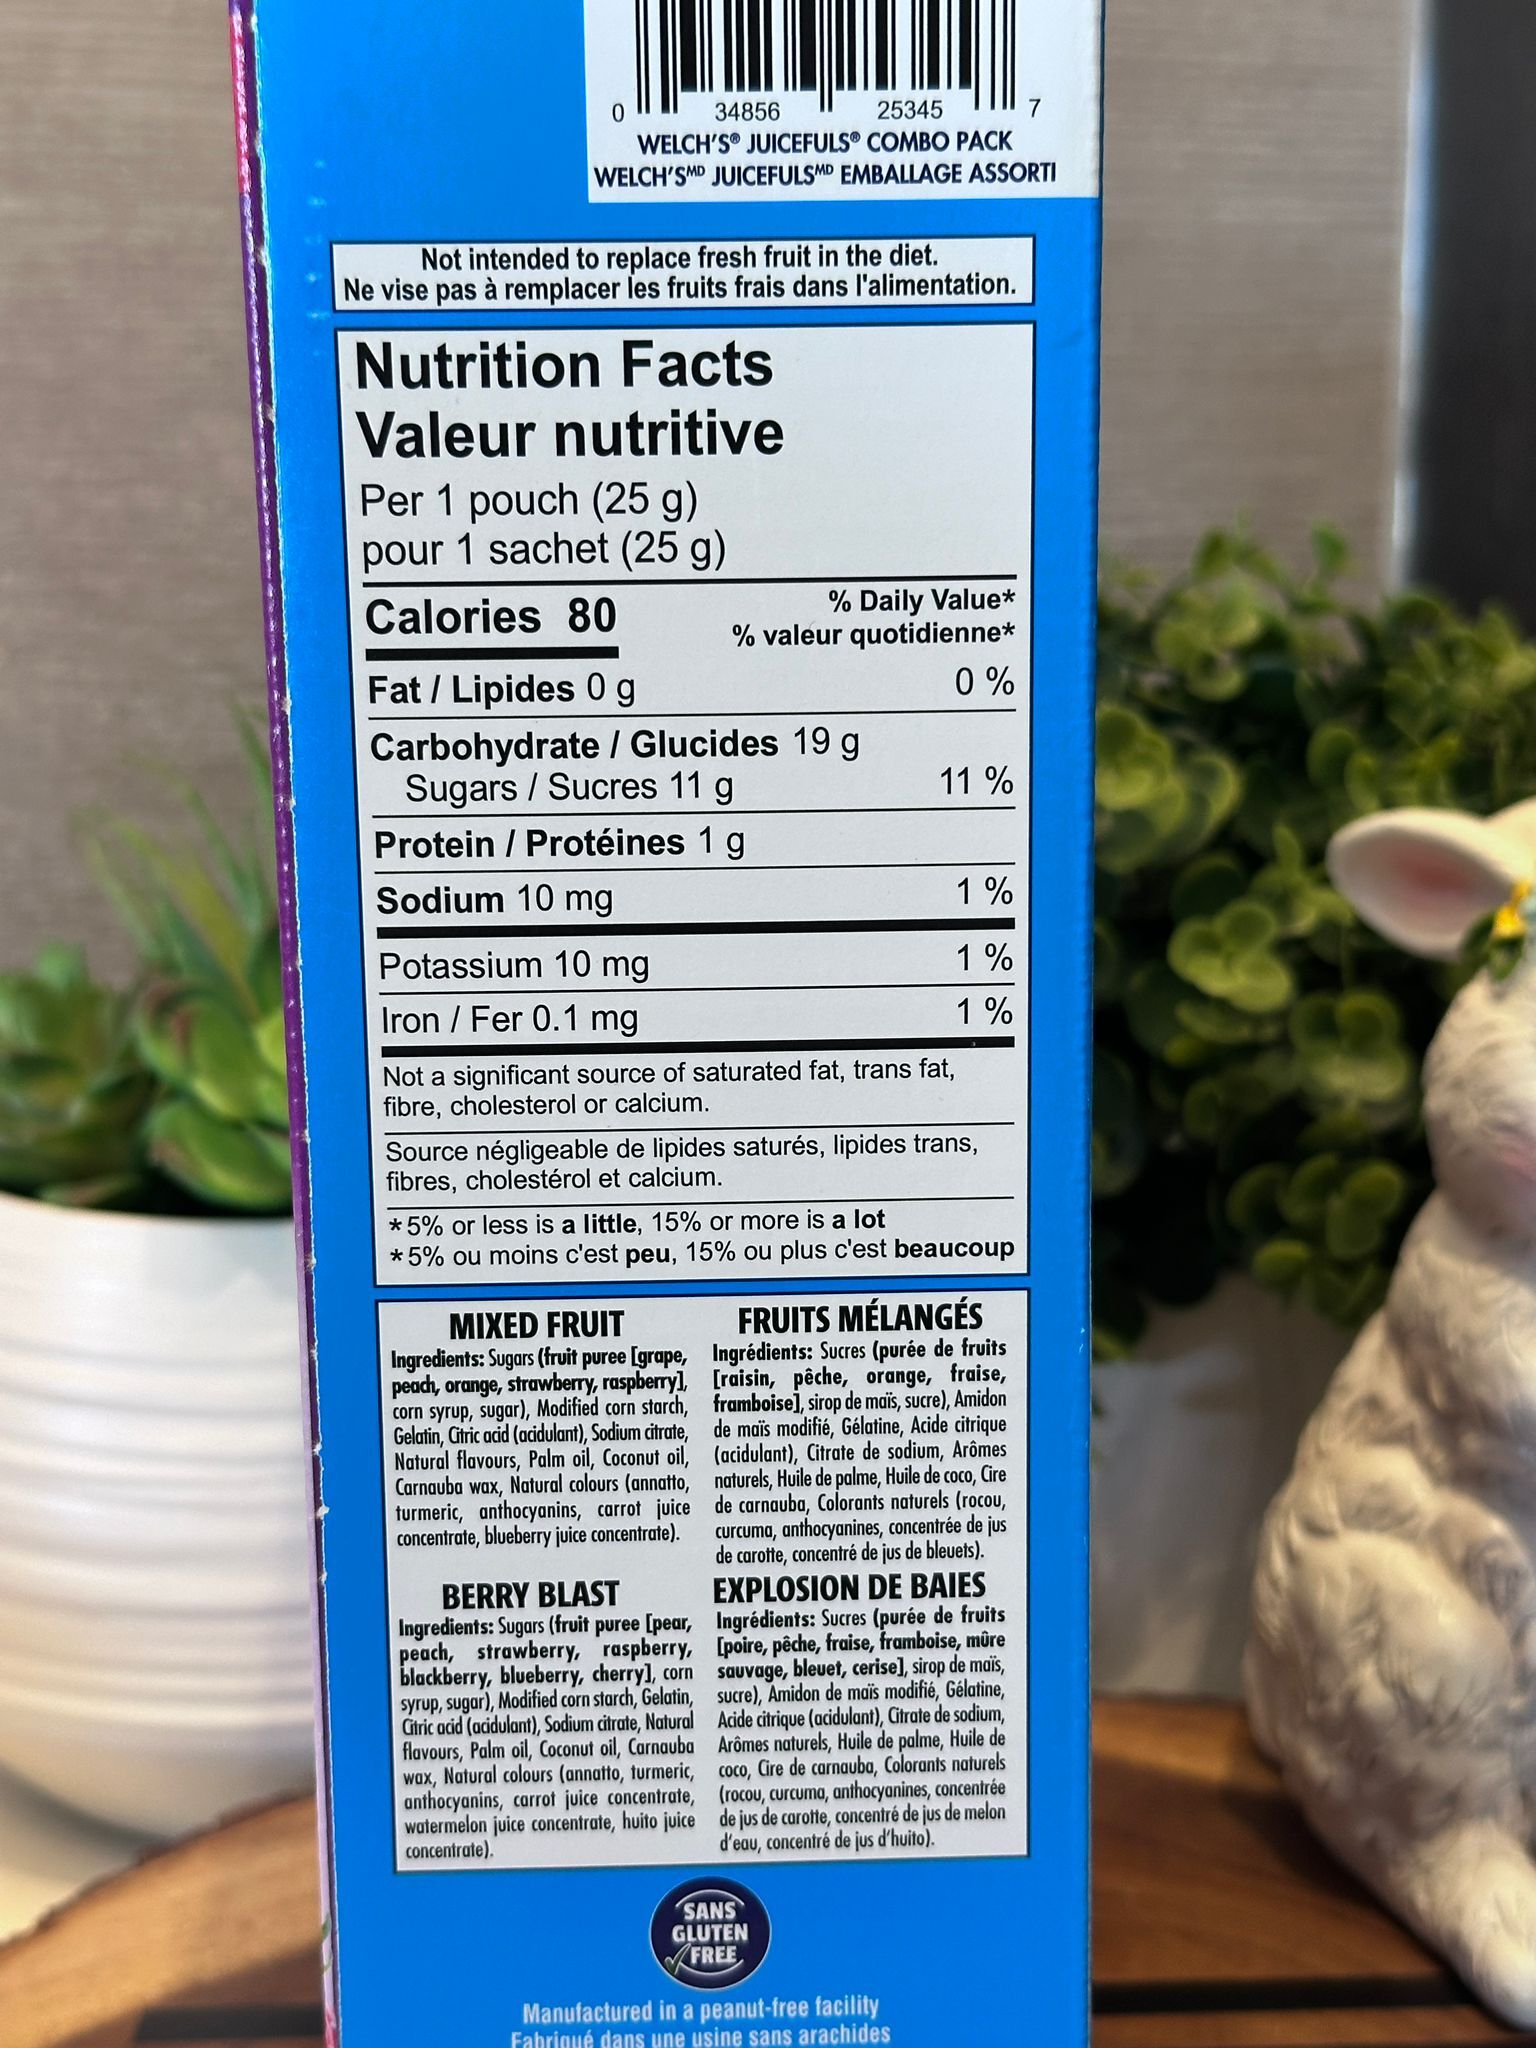 0 34856 25345 7
WELCH'S® JUICEFULS® COMBO PACK
WELCH'Sᴹᴰ JUICEFULSᴹᴰ EMBALLAGE ASSORTI
Not intended to replace fresh fruit in the diet.
Ne vise pas à remplacer les fruits frais dans l'alimentation.
Nutrition Facts
Valeur nutritive
Per 1 pouch (25 g)
pour 1 sachet (25 g)
Calories 80
% Daily Value*
% valeur quotidienne*
Fat / Lipides 0 g 0 %
Carbohydrate / Glucides 19 g
Sugars / Sucres 11 g 11 %
Protein / Protéines 1 g
Sodium 10 mg 1 %
Potassium 10 mg 1 %
Iron / Fer 0.1 mg 1 %
Not a significant source of saturated fat, trans fat,
fibre, cholesterol or calcium.
Source négligeable de lipides saturés, lipides trans,
fibres, cholestérol et calcium.
*5% or less is a little, 15% or more is a lot
*5% ou moins c'est peu, 15% ou plus c'est beaucoup
MIXED FRUIT
Ingredients: Sugars (fruit puree [grape,
peach, orange, strawberry, raspberry],
corn syrup, sugar), Modified corn starch,
Gelatin, Citric acid (acidulant), Sodium citrate,
Natural flavours, Palm oil, Coconut oil,
Carnauba wax, Natural colours (annatto,
turmeric, anthocyanins, carrot juice
concentrate, blueberry juice concentrate).
FRUITS MÉLANGÉS
Ingrédients: Sucres (purée de fruits
[raisin, pêche, orange, fraise,
framboise], sirop de maïs, sucre), Amidon
de maïs modifié, Gélatine, Acide citrique
(acidulant), Citrate de sodium, Arômes
naturels, Huile de palme, Huile de coco, Cire
de carnauba, Colorants naturels (rocou,
curcuma, anthocyanines, concentrée de jus
de carotte, concentré de jus de bleuets).
BERRY BLAST
Ingredients: Sugars (fruit puree [pear,
peach, strawberry, raspberry,
blackberry, blueberry, cherry], corn
syrup, sugar), Modified corn starch, Gelatin,
Citric acid (acidulant), Sodium citrate, Natural
flavours, Palm oil, Coconut oil, Carnauba
wax, Natural colours (annatto, turmeric,
anthocyanins, carrot juice concentrate,
watermelon juice concentrate, huito juice
concentrate).
EXPLOSION DE BAIES
Ingrédients: Sucres (purée de fruits
[poire, pêche, fraise, framboise, mûre
sauvage, bleuet, cerise], sirop de maïs,
sucre), Amidon de maïs modifié, Gélatine,
Acide citrique (acidulant), Citrate de sodium,
Arômes naturels, Huile de palme, Huile de
coco, Cire de carnauba, Colorants naturels
(rocou, curcuma, anthocyanines, concentrée
de jus de carotte, concentré de jus de melon
d'eau, concentré de jus d'huito).
SANS
GLUTEN
FREE
Manufactured in a peanut-free facility
Fabriqué dans une usine sans arachides